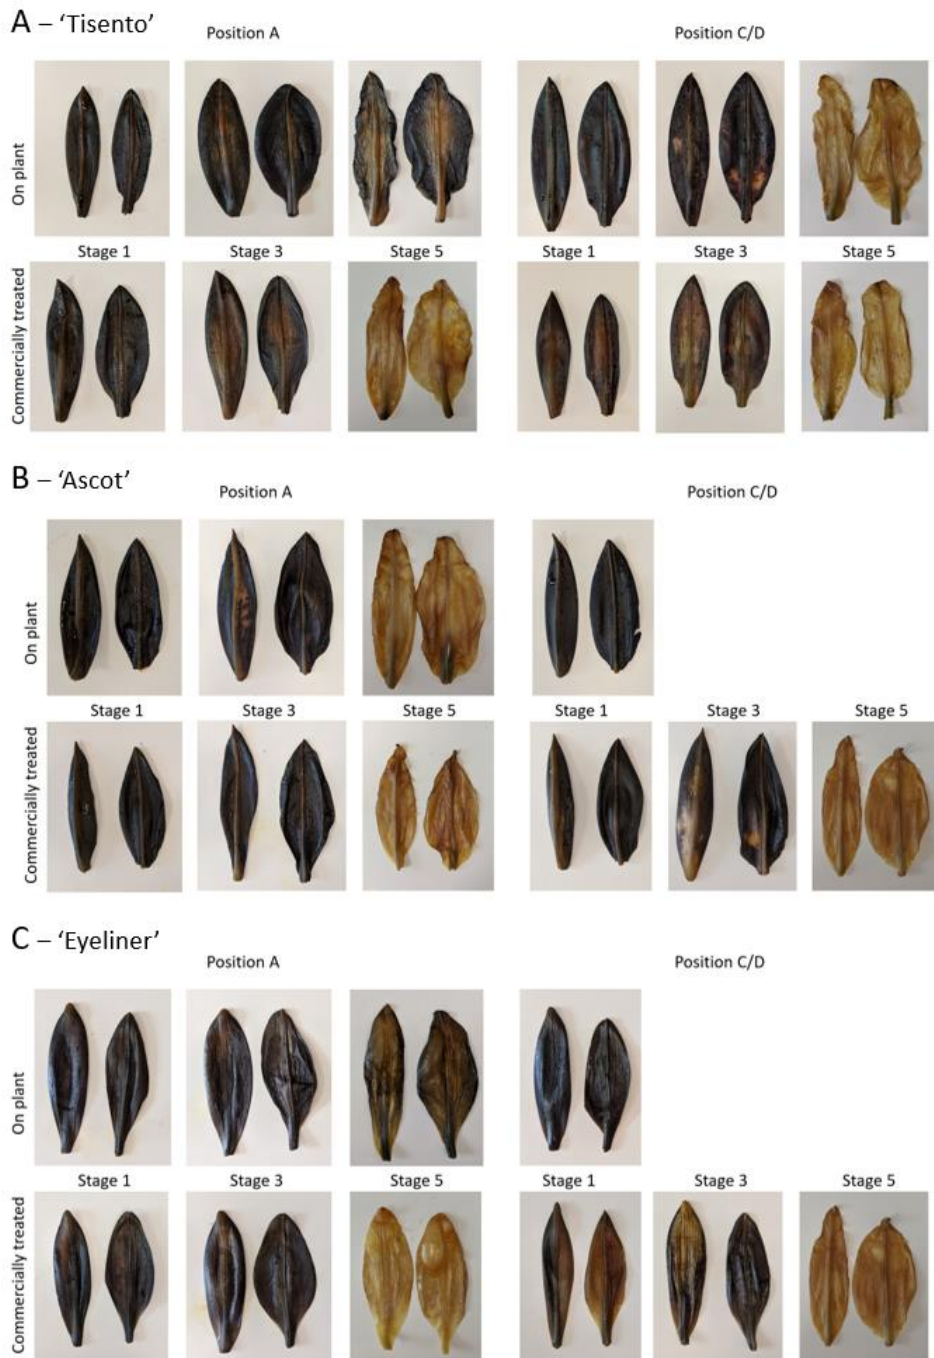 A – ‘Tisento’
Position A Position C/D
On plant
Stage 1 Stage 3 Stage 5 Stage 1 Stage 3 Stage 5
Commercially treated
B – ‘Ascot’
Position A Position C/D
On plant
Stage 1 Stage 3 Stage 5 Stage 1 Stage 3 Stage 5
Commercially treated
C – ‘Eyeliner’
Position A Position C/D
On plant
Stage 1 Stage 3 Stage 5 Stage 1 Stage 3 Stage 5
Commercially treated